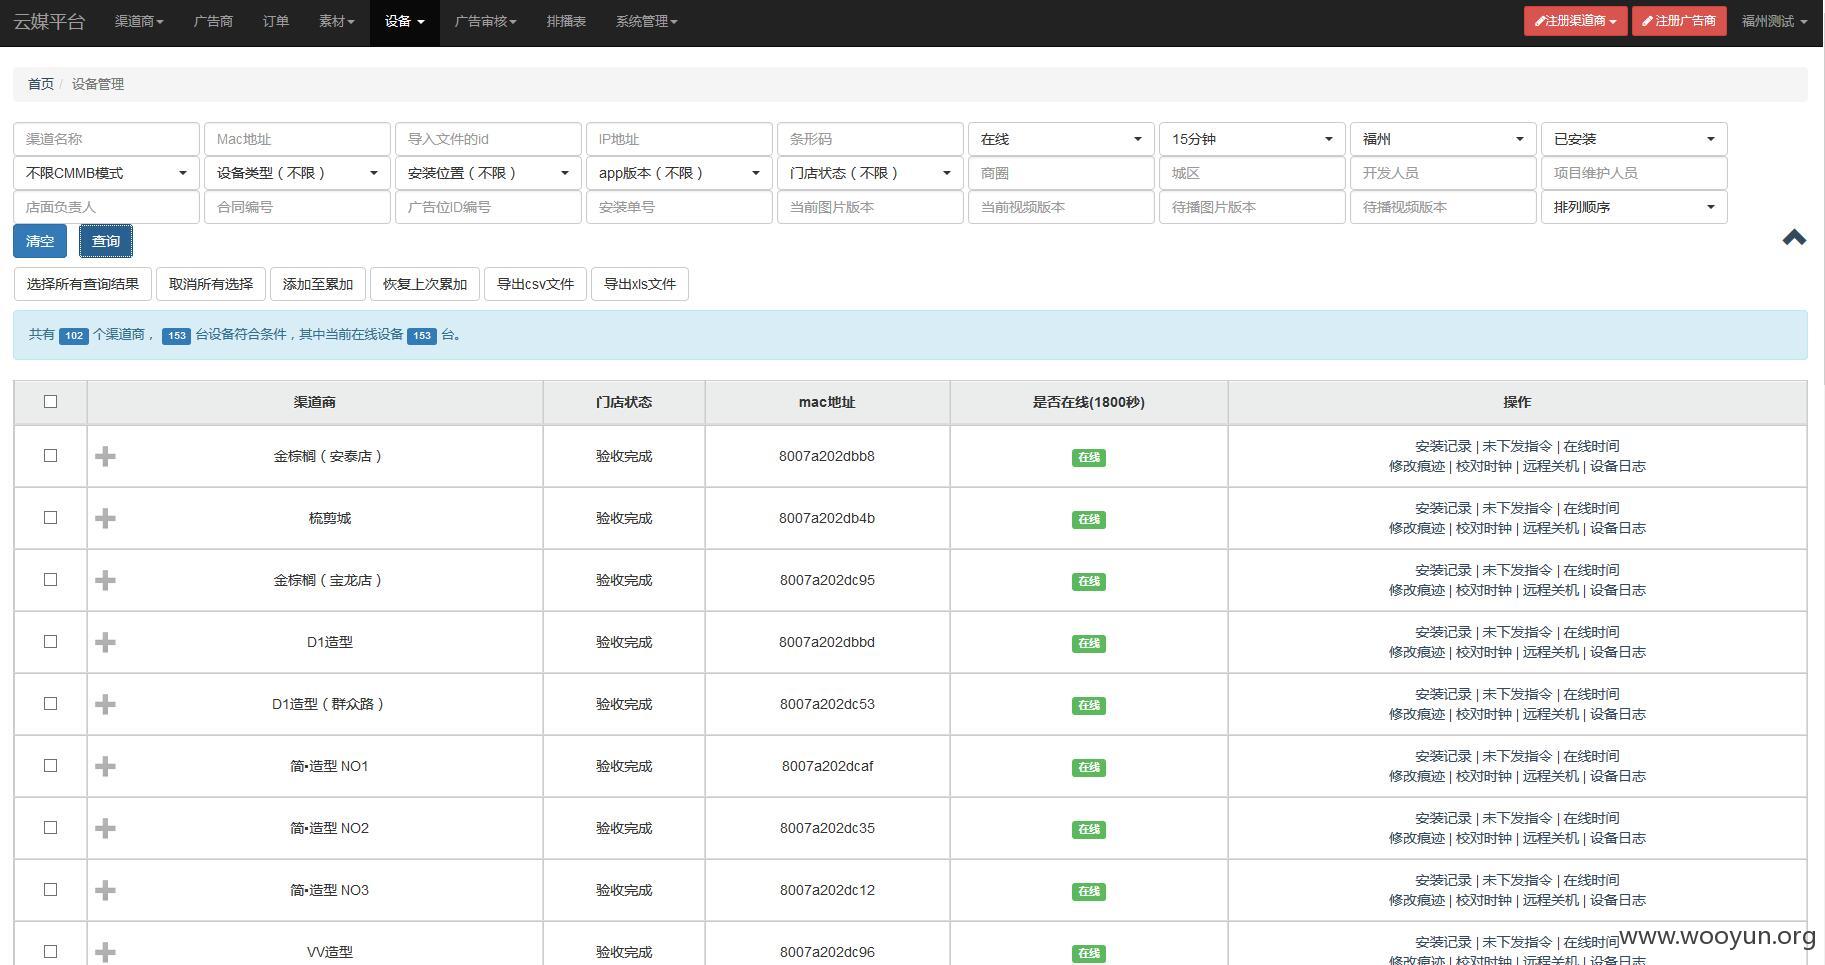 云媒平台 渠道商 广告商 订单 素材 设备 广告审核 排播表 系统管理 注册渠道商 注册广告商 福州测试
首页 / 设备管理
渠道名称 Mac地址 导入文件的id IP地址 条形码 在线 15分钟 福州 已安装
不限CMMB模式 设备类型（不限） 安装位置（不限） app版本（不限） 门店状态（不限） 商圈 城区 开发人员 项目维护人员
店面负责人 合同编号 广告位ID编号 安装单号 当前图片版本 当前视频版本 待播图片版本 待播视频版本 排列顺序
清空 查询
选择所有查询结果 取消所有选择 添加至累加 恢复上次累加 导出csv文件 导出xls文件
共有 102 个渠道商， 153 台设备符合条件，其中当前在线设备 153 台。
渠道商 门店状态 mac地址 是否在线(1800秒) 操作
金棕榈（安泰店） 验收完成 8007a202dbb8 在线 安装记录 | 未下发指令 | 在线时间
修改痕迹 | 校对时钟 | 远程关机 | 设备日志
梳剪城 验收完成 8007a202db4b 在线 安装记录 | 未下发指令 | 在线时间
修改痕迹 | 校对时钟 | 远程关机 | 设备日志
金棕榈（宝龙店） 验收完成 8007a202dc95 在线 安装记录 | 未下发指令 | 在线时间
修改痕迹 | 校对时钟 | 远程关机 | 设备日志
D1造型 验收完成 8007a202dbbd 在线 安装记录 | 未下发指令 | 在线时间
修改痕迹 | 校对时钟 | 远程关机 | 设备日志
D1造型（群众路） 验收完成 8007a202dc53 在线 安装记录 | 未下发指令 | 在线时间
修改痕迹 | 校对时钟 | 远程关机 | 设备日志
简•造型 NO1 验收完成 8007a202dcaf 在线 安装记录 | 未下发指令 | 在线时间
修改痕迹 | 校对时钟 | 远程关机 | 设备日志
简•造型 NO2 验收完成 8007a202dc35 在线 安装记录 | 未下发指令 | 在线时间
修改痕迹 | 校对时钟 | 远程关机 | 设备日志
简•造型 NO3 验收完成 8007a202dc12 在线 安装记录 | 未下发指令 | 在线时间
修改痕迹 | 校对时钟 | 远程关机 | 设备日志
VV造型 验收完成 8007a202dc96 在线 安装记录 | 未下发指令 | 在线时间
修改痕迹 | 校对时钟 | 远程关机 | 设备日志
www.wooyun.org